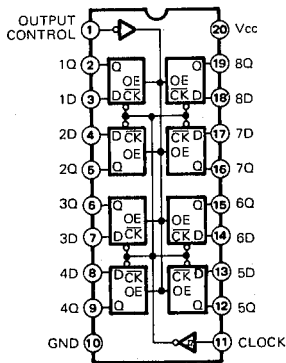 OUTPUT
CONTROL 1 20 Vcc
1Q 2 Q Q 19 8Q
OE OE
1D 3 D CK CK D 18 8D
2D 4 D CK CK D 17 7D
OE OE
2Q 5 Q Q 16 7Q
3Q 6 Q Q 15 6Q
OE OE
3D 7 D CK CK D 14 6D
4D 8 D CK CK D 13 5D
OE OE
4Q 9 Q Q 12 5Q
GND 10 11 CLOCK